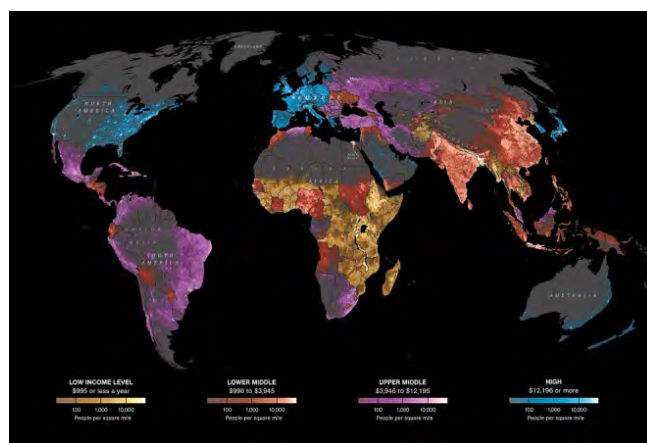 GREENLAND
NORTH
AMERICA
EUROPE
ASIA
AFRICA
SOUTH
AMERICA
AUSTRALIA
LOW INCOME LEVEL
$995 or less a year
100 1,000 10,000
People per square mile
LOWER MIDDLE
$996 to $3,945
100 1,000 10,000
People per square mile
UPPER MIDDLE
$3,946 to $12,195
100 1,000 10,000
People per square mile
HIGH
$12,196 or more
100 1,000 10,000
People per square mile